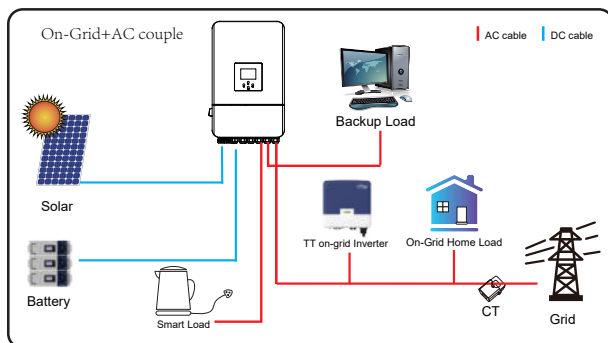 On-Grid+AC couple
AC cable
DC cable
Backup Load
Solar
TT on-grid Inverter
On-Grid Home Load
Battery
Smart Load
CT
Grid